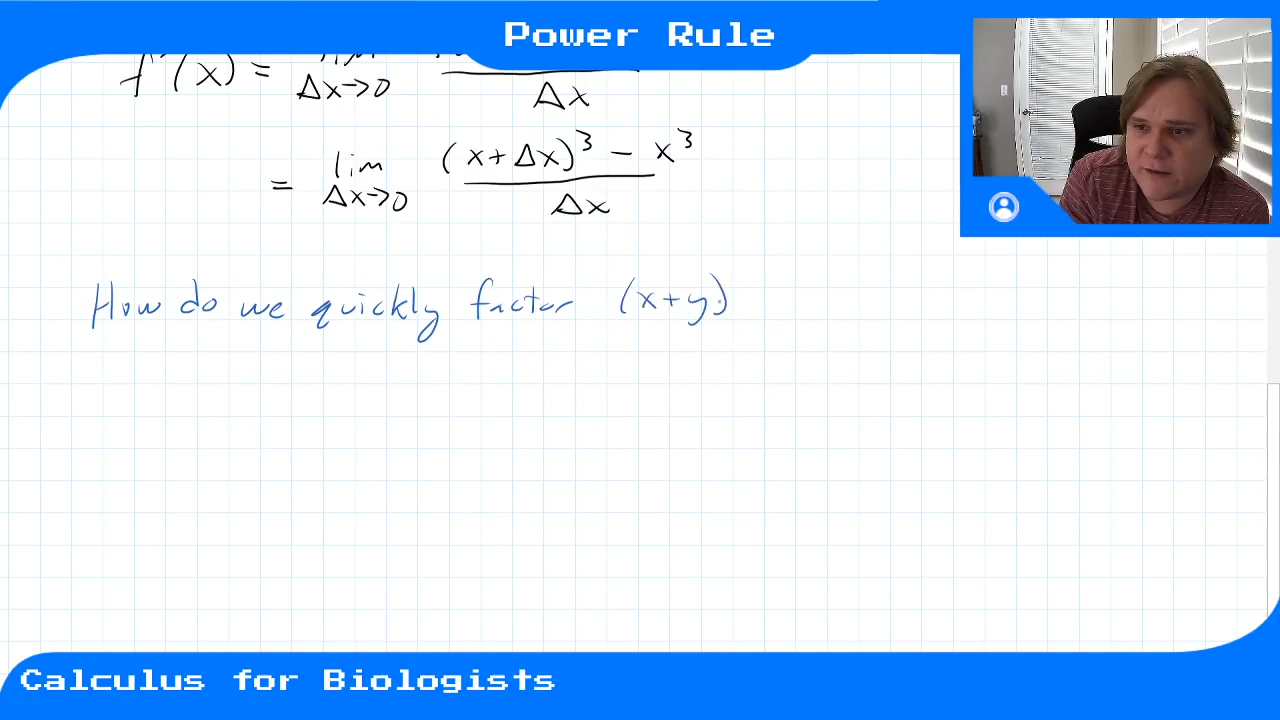 Power Rule
f'(x) = lim Δx→0 / Δx
= lim Δx→0 (x+Δx)³ − x³ / Δx
How do we quickly factor (x+y)
Calculus for Biologists